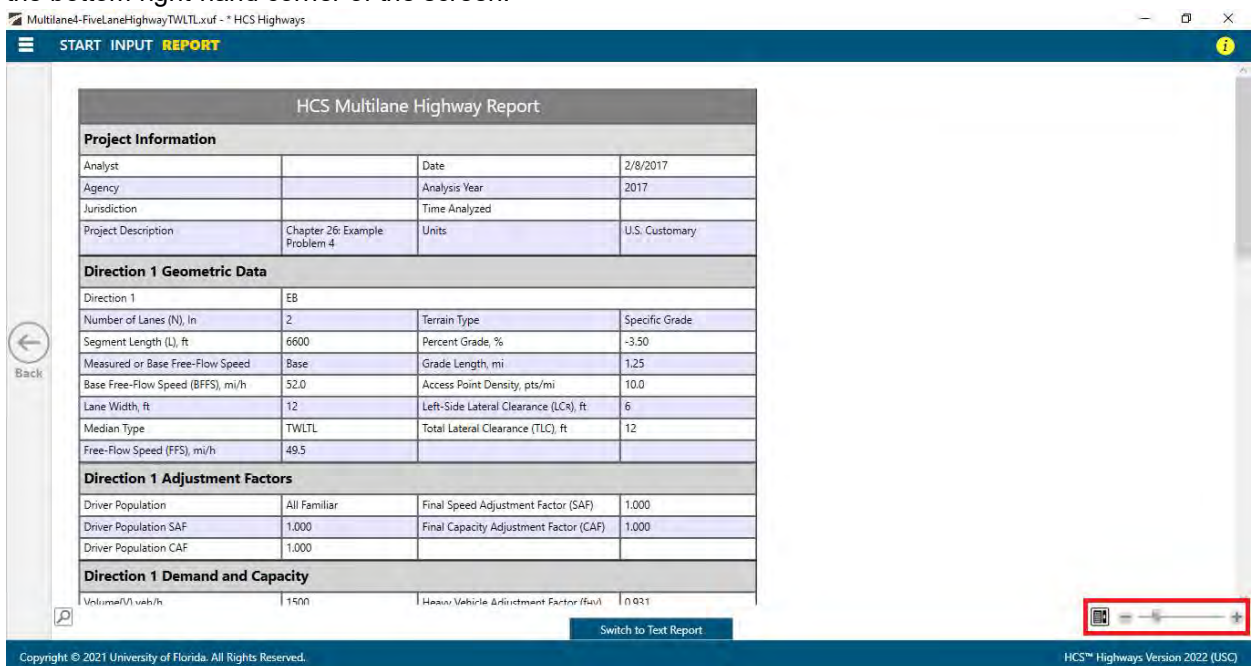 the bottom right-hand corner of the screen.
Multilane4-FiveLaneHighwayTWLTL.xuf - * HCS Highways
START INPUT REPORT
i
HCS Multilane Highway Report
Project Information
Analyst Date 2/8/2017
Agency Analysis Year 2017
Jurisdiction Time Analyzed
Project Description Chapter 26: Example Problem 4 Units U.S. Customary
Direction 1 Geometric Data
Direction 1 EB
Number of Lanes (N), ln 2 Terrain Type Specific Grade
Segment Length (L), ft 6600 Percent Grade, % -3.50
Measured or Base Free-Flow Speed Base Grade Length, mi 1.25
Base Free-Flow Speed (BFFS), mi/h 52.0 Access Point Density, pts/mi 10.0
Lane Width, ft 12 Left-Side Lateral Clearance (LCR), ft 6
Median Type TWLTL Total Lateral Clearance (TLC), ft 12
Free-Flow Speed (FFS), mi/h 49.5
Back
Direction 1 Adjustment Factors
Driver Population All Familiar Final Speed Adjustment Factor (SAF) 1.000
Driver Population SAF 1.000 Final Capacity Adjustment Factor (CAF) 1.000
Driver Population CAF 1.000
Direction 1 Demand and Capacity
Volume(V) veh/h 1500 Heavy Vehicle Adjustment Factor (fHV) 0.931
Switch to Text Report
Copyright © 2021 University of Florida. All Rights Reserved. HCS™ Highways Version 2022 (USC)